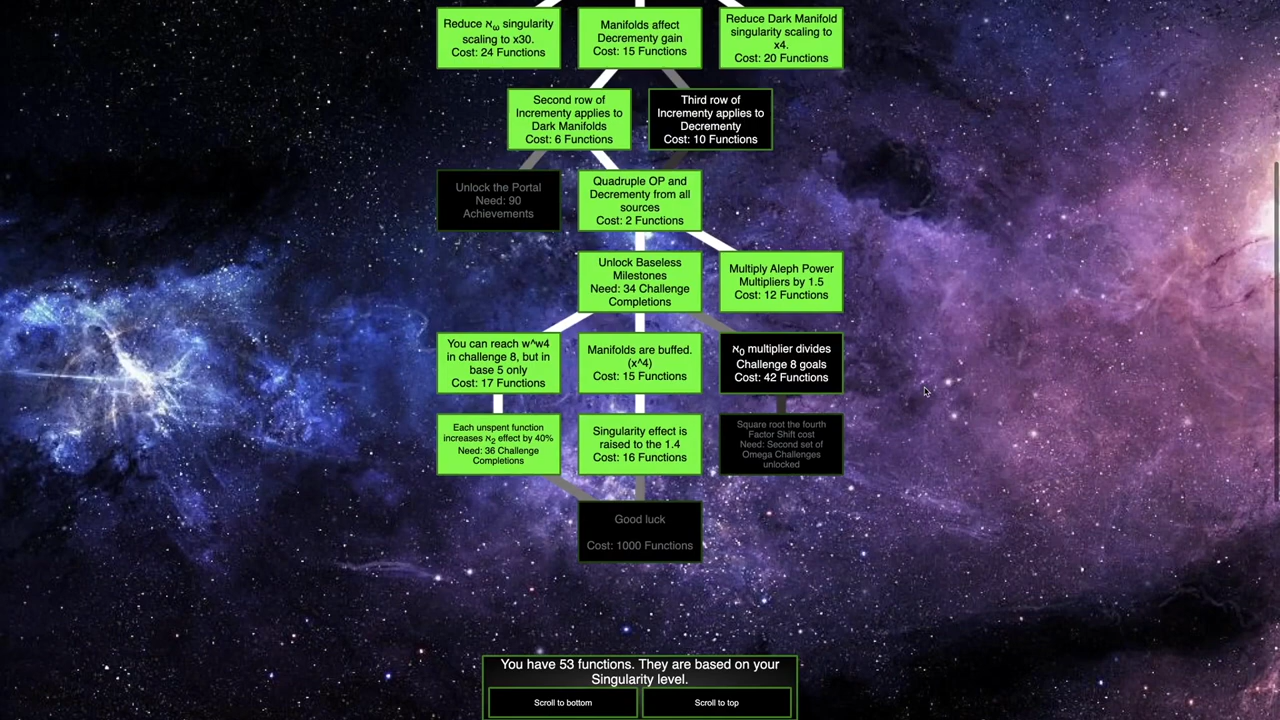 Reduce ℵω singularity
scaling to x30.
Cost: 24 Functions
Manifolds affect
Decrementy gain
Cost: 15 Functions
Reduce Dark Manifold
singularity scaling to
x4.
Cost: 20 Functions
Second row of
Incrementy applies to
Dark Manifolds
Cost: 6 Functions
Third row of
Incrementy applies to
Decrementy
Cost: 10 Functions
Unlock the Portal
Need: 90
Achievements
Quadruple OP and
Decrementy from all
sources
Cost: 2 Functions
Unlock Baseless
Milestones
Need: 34 Challenge
Completions
Multiply Aleph Power
Multipliers by 1.5
Cost: 12 Functions
You can reach w^w4
in challenge 8, but in
base 5 only
Cost: 17 Functions
Manifolds are buffed.
(x^4)
Cost: 15 Functions
ℵ0 multiplier divides
Challenge 8 goals
Cost: 42 Functions
Each unspent function
increases ℵ2 effect by 40%
Need: 36 Challenge
Completions
Singularity effect is
raised to the 1.4
Cost: 16 Functions
Square root the fourth
Factor Shift cost
Need: Second set of
Omega Challenges
unlocked
Good luck
Cost: 1000 Functions
You have 53 functions. They are based on your
Singularity level.
Scroll to bottom
Scroll to top